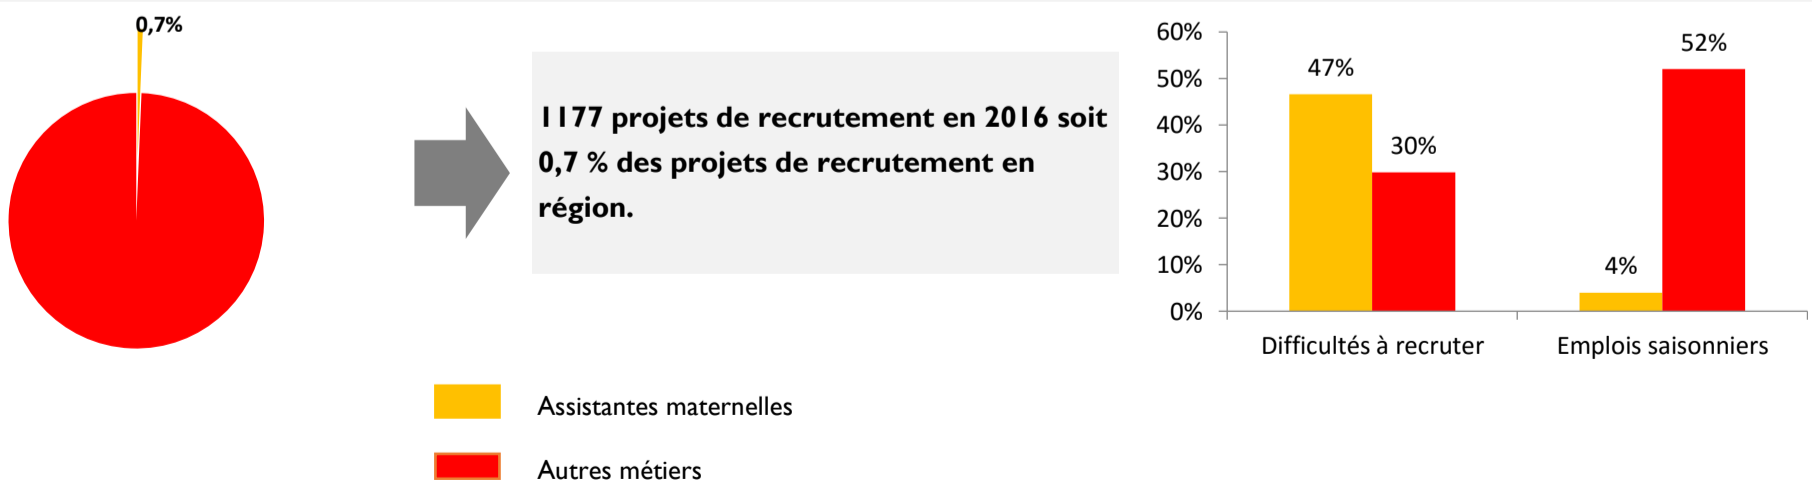 0,7%
1177 projets de recrutement en 2016 soit
0,7 % des projets de recrutement en
région.
60%
50%
40%
30%
20%
10%
0%
47%
30%
4%
52%
Difficultés à recruter
Emplois saisonniers
Assistantes maternelles
Autres métiers